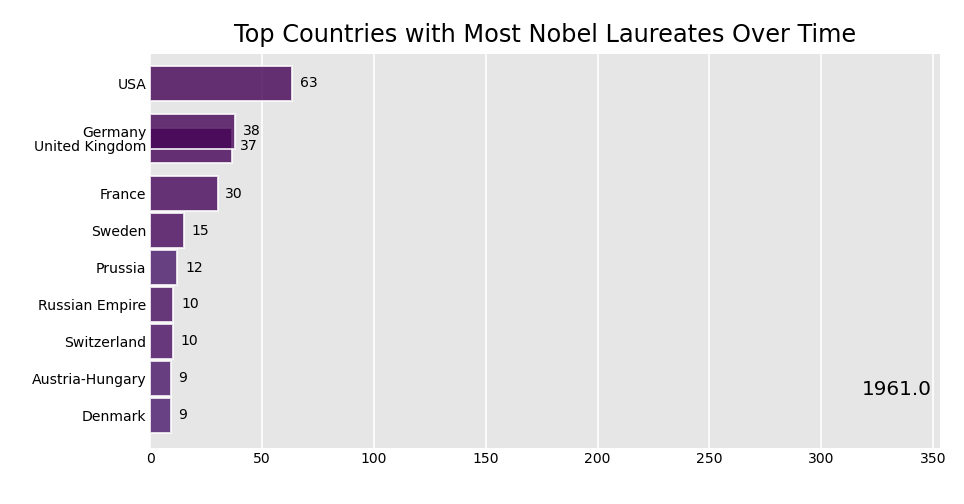 Top Countries with Most Nobel Laureates Over Time
USA 63
Germany 38
United Kingdom 37
France 30
Sweden 15
Prussia 12
Russian Empire 10
Switzerland 10
Austria-Hungary 9
1961.0
Denmark 9
0 50 100 150 200 250 300 350